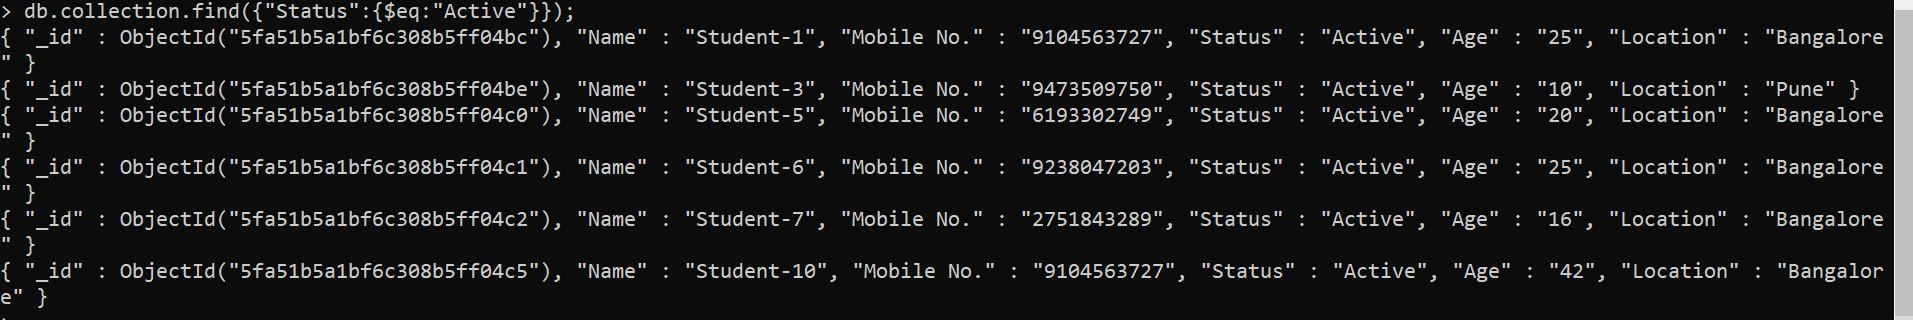 > db.collection.find({"Status":{$eq:"Active"}});
{ "_id" : ObjectId("5fa51b5a1bf6c308b5ff04bc"), "Name" : "Student-1", "Mobile No." : "9104563727", "Status" : "Active", "Age" : "25", "Location" : "Bangalore
" }
{ "_id" : ObjectId("5fa51b5a1bf6c308b5ff04be"), "Name" : "Student-3", "Mobile No." : "9473509750", "Status" : "Active", "Age" : "10", "Location" : "Pune" }
{ "_id" : ObjectId("5fa51b5a1bf6c308b5ff04c0"), "Name" : "Student-5", "Mobile No." : "6193302749", "Status" : "Active", "Age" : "20", "Location" : "Bangalore
" }
{ "_id" : ObjectId("5fa51b5a1bf6c308b5ff04c1"), "Name" : "Student-6", "Mobile No." : "9238047203", "Status" : "Active", "Age" : "25", "Location" : "Bangalore
" }
{ "_id" : ObjectId("5fa51b5a1bf6c308b5ff04c2"), "Name" : "Student-7", "Mobile No." : "2751843289", "Status" : "Active", "Age" : "16", "Location" : "Bangalore
" }
{ "_id" : ObjectId("5fa51b5a1bf6c308b5ff04c5"), "Name" : "Student-10", "Mobile No." : "9104563727", "Status" : "Active", "Age" : "42", "Location" : "Bangalor
e" }